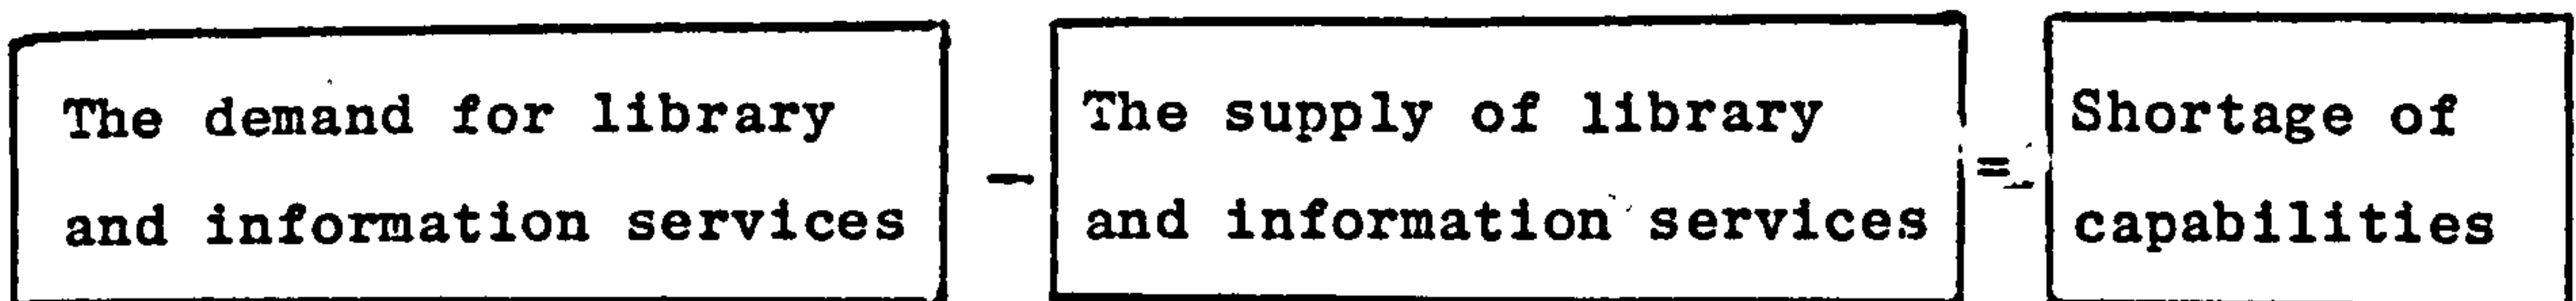 The demand for library
and information services
−
The supply of library
and information services
=
Shortage of
capabilities